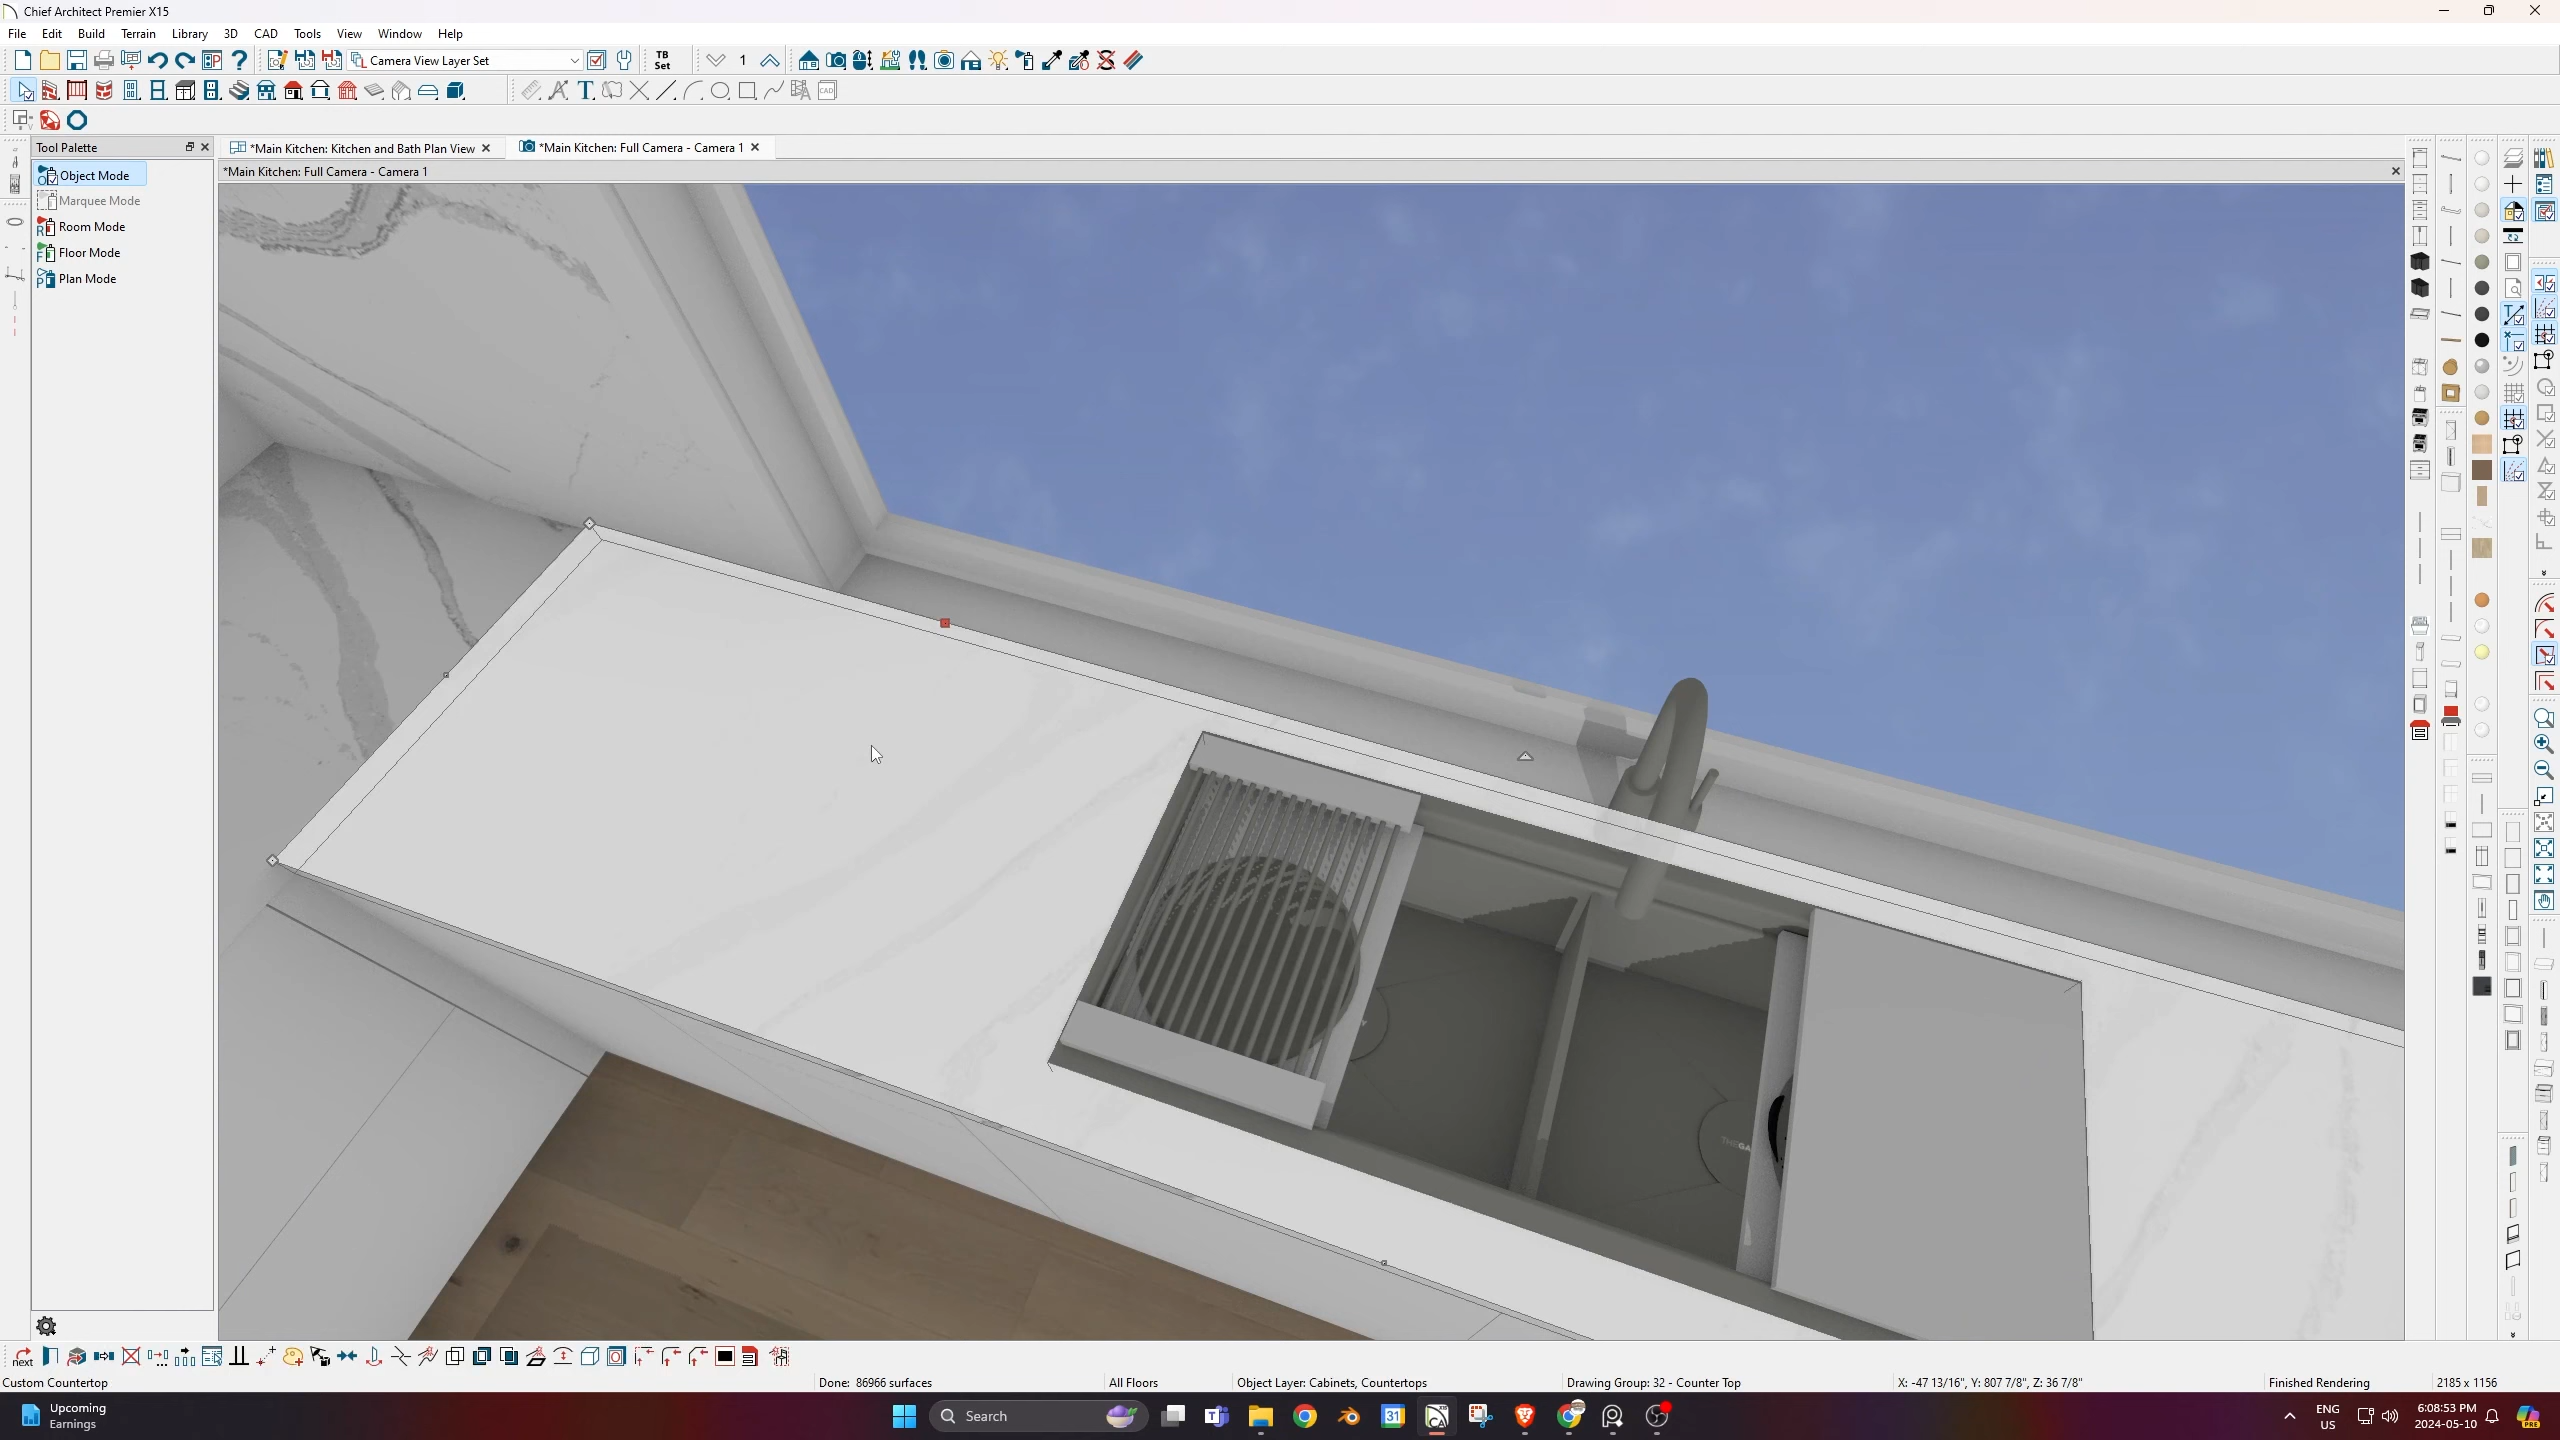 Chief Architect Premier X15
File Edit Build Terrain Library 3D CAD Tools View Window Help
Camera View Layer Set
TB Set
1
Tool Palette
*Main Kitchen: Kitchen and Bath Plan View
*Main Kitchen: Full Camera - Camera 1
*Main Kitchen: Full Camera - Camera 1
Object Mode
Marquee Mode
Room Mode
Floor Mode
Plan Mode
next
Custom Countertop
Done: 86966 surfaces
All Floors
Object Layer: Cabinets, Countertops
Drawing Group: 32 - Counter Top
X: -47 13/16", Y: 807 7/8", Z: 36 7/8"
Finished Rendering
2185 x 1156
Upcoming
Earnings
Search
31
ENG
US
6:08:53 PM
2024-05-10